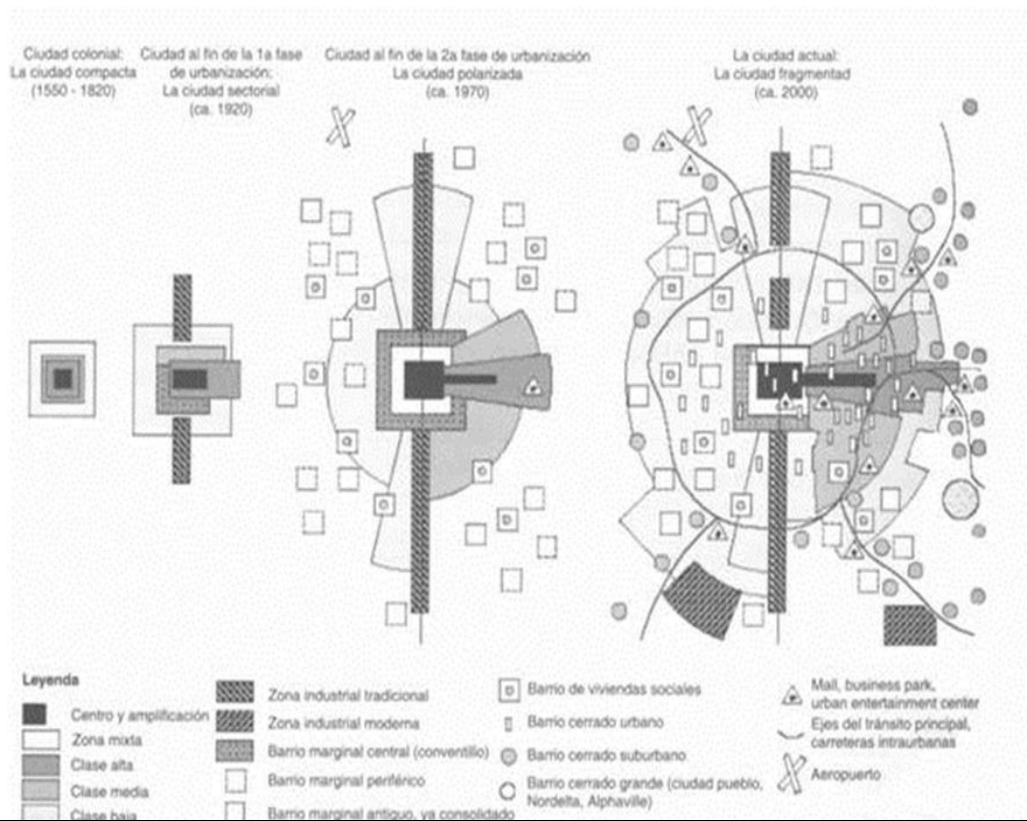 Ciudad colonial:
La ciudad compacta
(1550 - 1820)
Ciudad al fin de la 1a fase
de urbanización:
La ciudad sectorial
(ca. 1920)
Ciudad al fin de la 2a fase de urbanización
La ciudad polarizada
(ca. 1970)
La ciudad actual:
La ciudad fragmentad
(ca. 2000)
Leyenda
Centro y amplificación
Zona mixta
Clase alta
Clase media
Clase baja
Zona industrial tradicional
Zona industrial moderna
Barrio marginal central (conventillo)
Barrio marginal periférico
Barrio marginal antiguo, ya consolidado
Barrio de viviendas sociales
Barrio cerrado urbano
Barrio cerrado suburbano
Barrio cerrado grande (ciudad pueblo,
Nordelta, Alphaville)
Mall, business park,
urban entertainment center
Ejes del tránsito principal,
carreteras intraurbanas
Aeropuerto